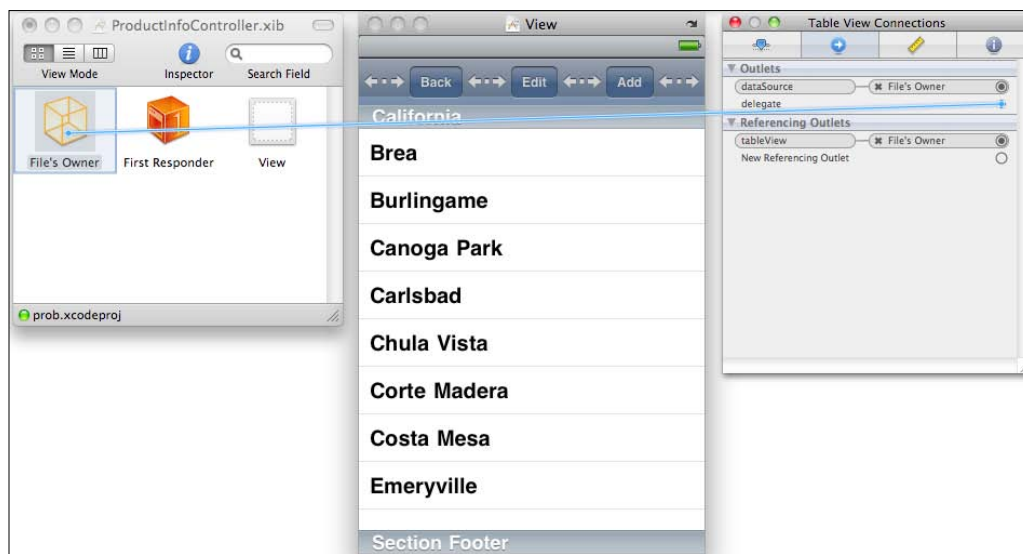 ProductInfoController.xib
View Mode
Inspector
Search Field
File's Owner
First Responder
View
prob.xcodeproj
View
Back
Edit
Add
California
Brea
Burlingame
Canoga Park
Carlsbad
Chula Vista
Corte Madera
Costa Mesa
Emeryville
Section Footer
Table View Connections
Outlets
dataSource
File's Owner
delegate
Referencing Outlets
tableView
File's Owner
New Referencing Outlet